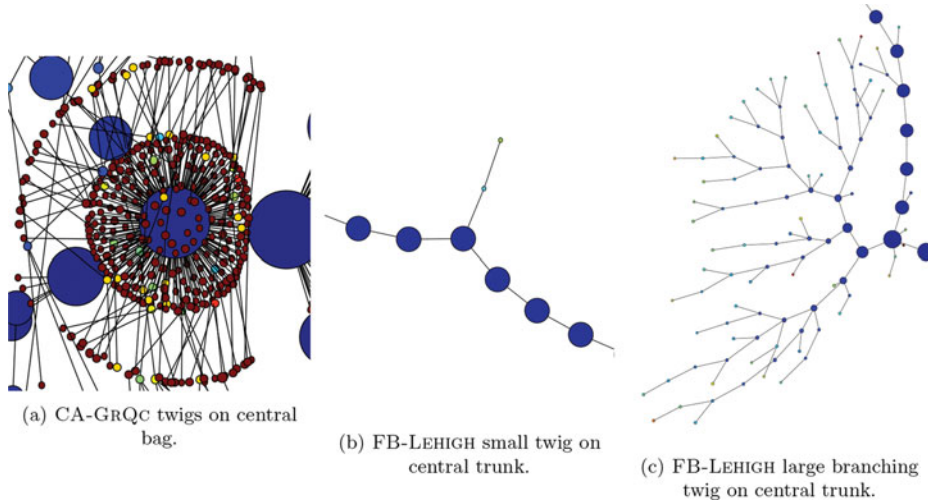 (a) CA-GRQC twigs on central
bag.
(b) FB-LEHIGH small twig on
central trunk.
(c) FB-LEHIGH large branching
twig on central trunk.